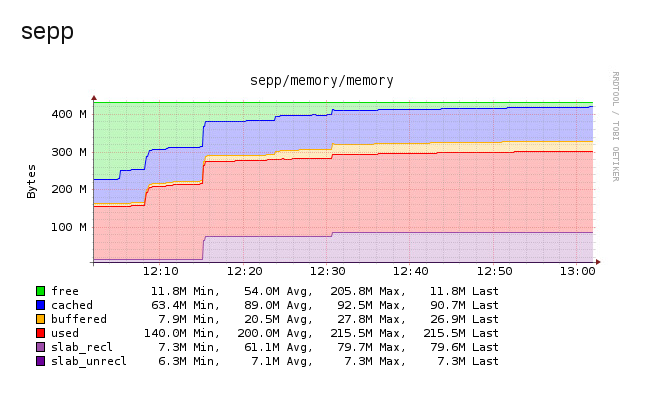 sepp
sepp/memory/memory
RRDTOOL / TOBI OETIKER
Bytes
400 M
300 M
200 M
100 M
12:10 12:20 12:30 12:40 12:50 13:00
free 11.8M Min, 54.0M Avg, 205.8M Max, 11.8M Last
cached 63.4M Min, 89.0M Avg, 92.5M Max, 90.7M Last
buffered 7.9M Min, 20.5M Avg, 27.8M Max, 26.9M Last
used 140.0M Min, 200.0M Avg, 215.5M Max, 215.5M Last
slab_recl 7.3M Min, 61.1M Avg, 79.7M Max, 79.6M Last
slab_unrecl 6.3M Min, 7.1M Avg, 7.3M Max, 7.3M Last